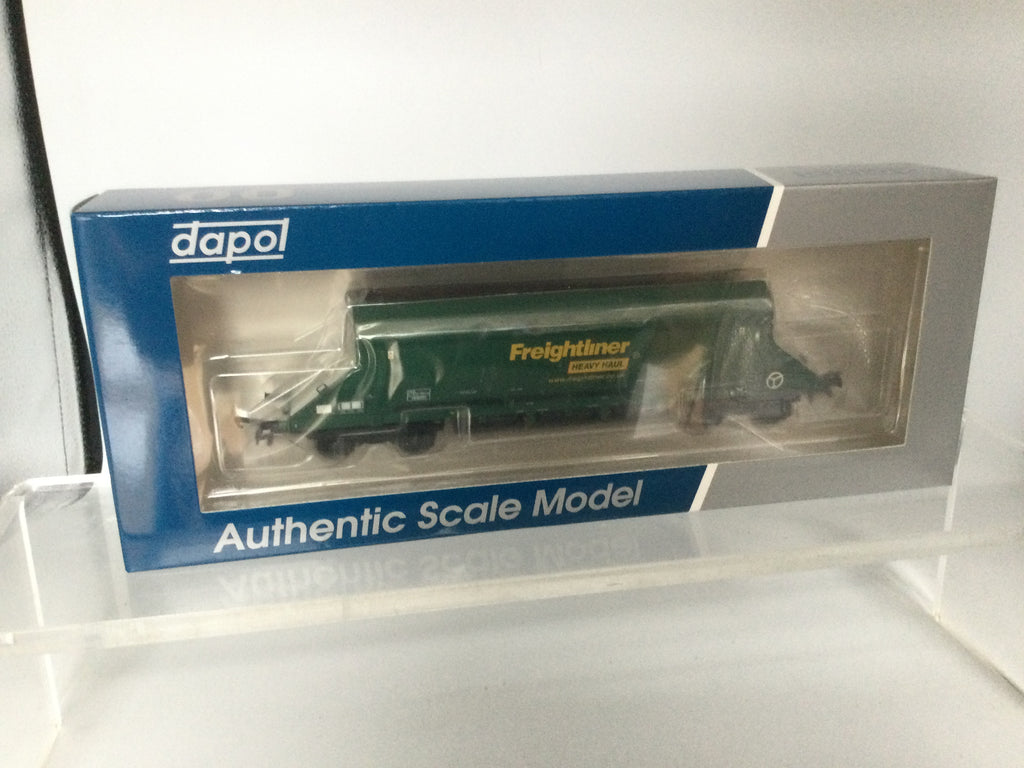 dapol
Freightliner
HEAVY HAUL
Authentic Scale Model